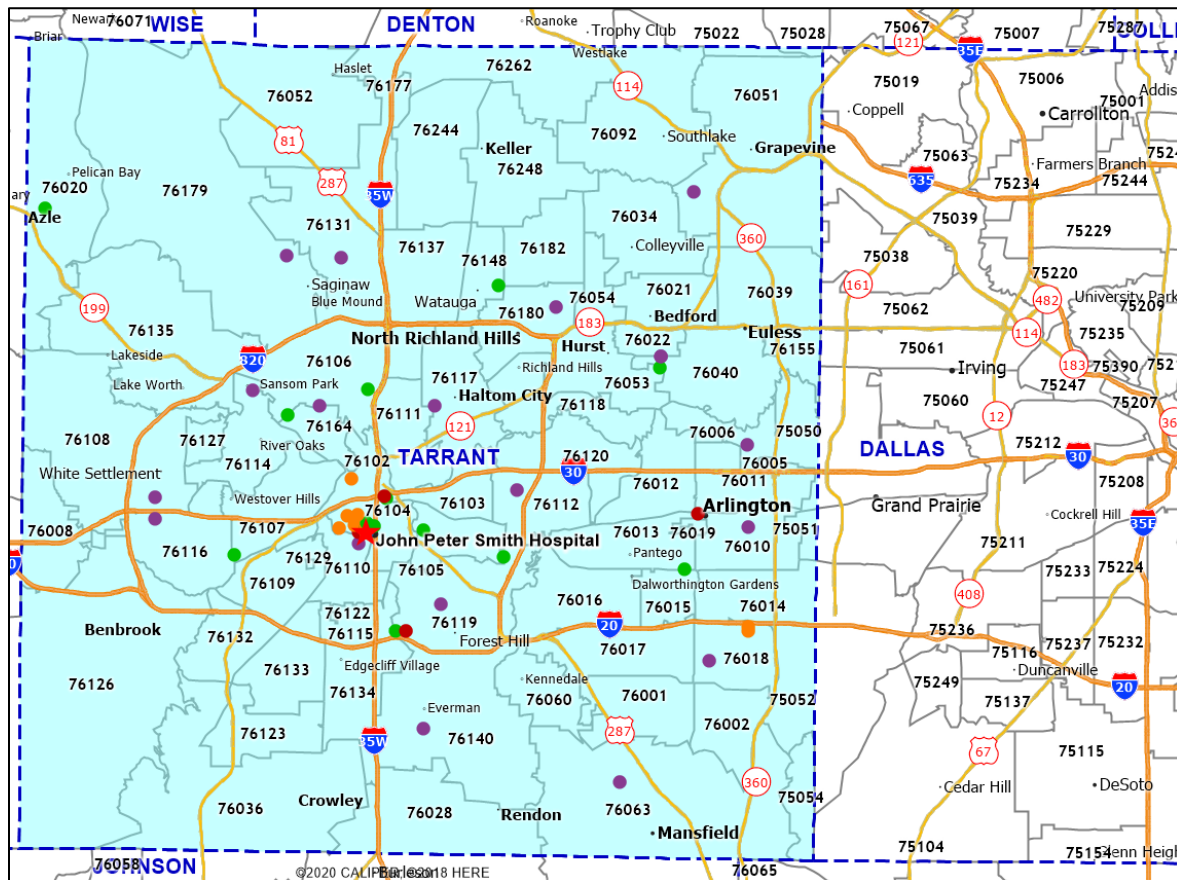 Newark
76071
WISE
DENTON
Roanoke
Trophy Club
75022
75028
75067
121
35E
75007
75287
Briar
Westlake
Haslet
76262
76177
76052
114
76051
75019
75006
75001
Coppell
Carrollton
81
76244
76092
Southlake
Keller
76248
Grapevine
75063
Farmers Branch
635
75234
75244
Pelican Bay
76020
76179
287
35W
Azle
76131
76034
75039
76137
76182
Colleyville
360
75229
76148
75038
75220
Saginaw
Blue Mound
Watauga
76021
76039
161
482
University Park
76054
75209
199
76180
Bedford
75062
76135
North Richland Hills
183
Euless
114
75235
Hurst
76022
75061
Lakeside
820
76106
76155
Richland Hills
Irving
183
75390
Lake Worth
Sansom Park
76117
76053
76040
75247
Haltom City
75060
75207
76111
76118
12
76164
121
76108
76127
River Oaks
76006
75050
75212
76114
76102
TARRANT
76120
DALLAS
30
White Settlement
30
76005
76012
76011
75208
Westover Hills
76103
76112
Arlington
Grand Prairie
76104
Cockrell Hill
76008
76107
76013
76019
75051
35E
76116
John Peter Smith Hospital
76010
75211
76129
Pantego
76110
76105
75233
75224
76109
Dalworthington Gardens
408
76122
76016
76015
76014
Benbrook
76115
76119
20
75236
76132
Forest Hill
76017
75237
75232
75116
76133
Edgecliff Village
76018
Duncanville
76126
Kennedale
75249
20
76134
76060
76001
75052
75137
Everman
76002
76123
35W
76140
287
67
75115
360
76063
75054
Cedar Hill
DeSoto
Crowley
76036
76028
Rendon
Mansfield
75104
75154
76058
JOHNSON
©2020 CALIPER; ©2018 HERE
Burleson
76065